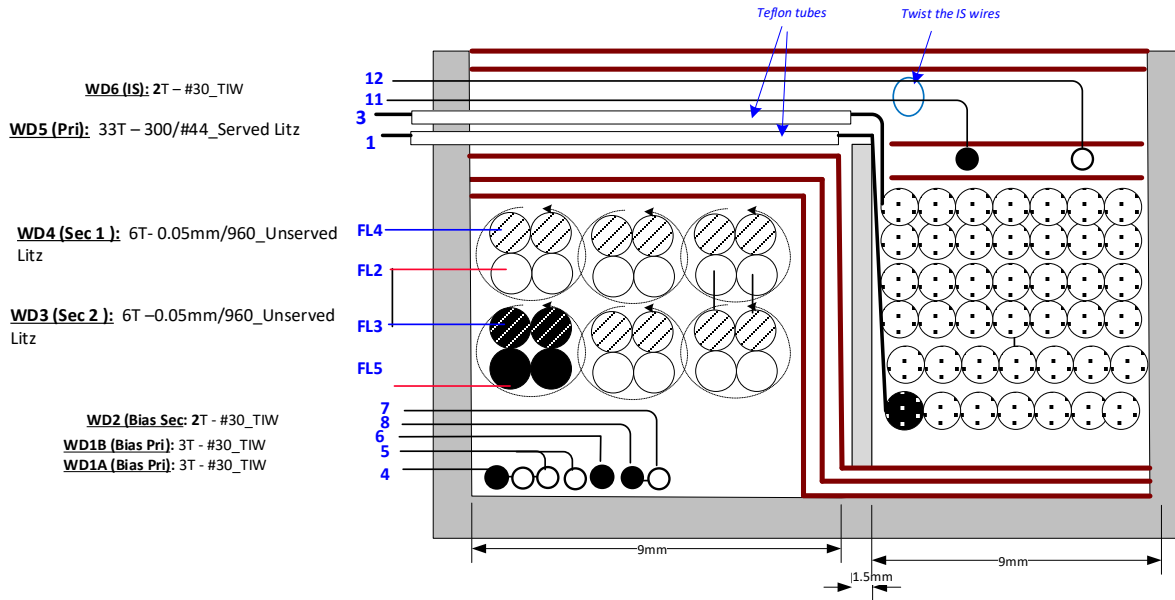 Teflon tubes
Twist the IS wires
WD6 (IS): 2T – #30_TIW
12
11
WD5 (Pri): 33T – 300/#44_Served Litz
3
1
WD4 (Sec 1 ): 6T- 0.05mm/960_Unserved
Litz
FL4
FL2
WD3 (Sec 2 ): 6T –0.05mm/960_Unserved
Litz
FL3
FL5
WD2 (Bias Sec: 2T - #30_TIW
WD1B (Bias Pri): 3T - #30_TIW
WD1A (Bias Pri): 3T - #30_TIW
7
8
6
5
4
9mm
1.5mm
9mm